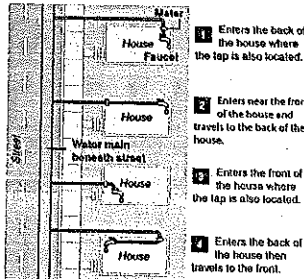 Meter
House
Faucet
1 Enters the back of
the house where
the tap is also located.
House
2 Enters near the front
of the house and
travels to the back of the
house.
Street
Water main
beneath street
House
3 Enters the front of
the house where
the tap is also located.
House
4 Enters the back of
the house then
travels to the front.